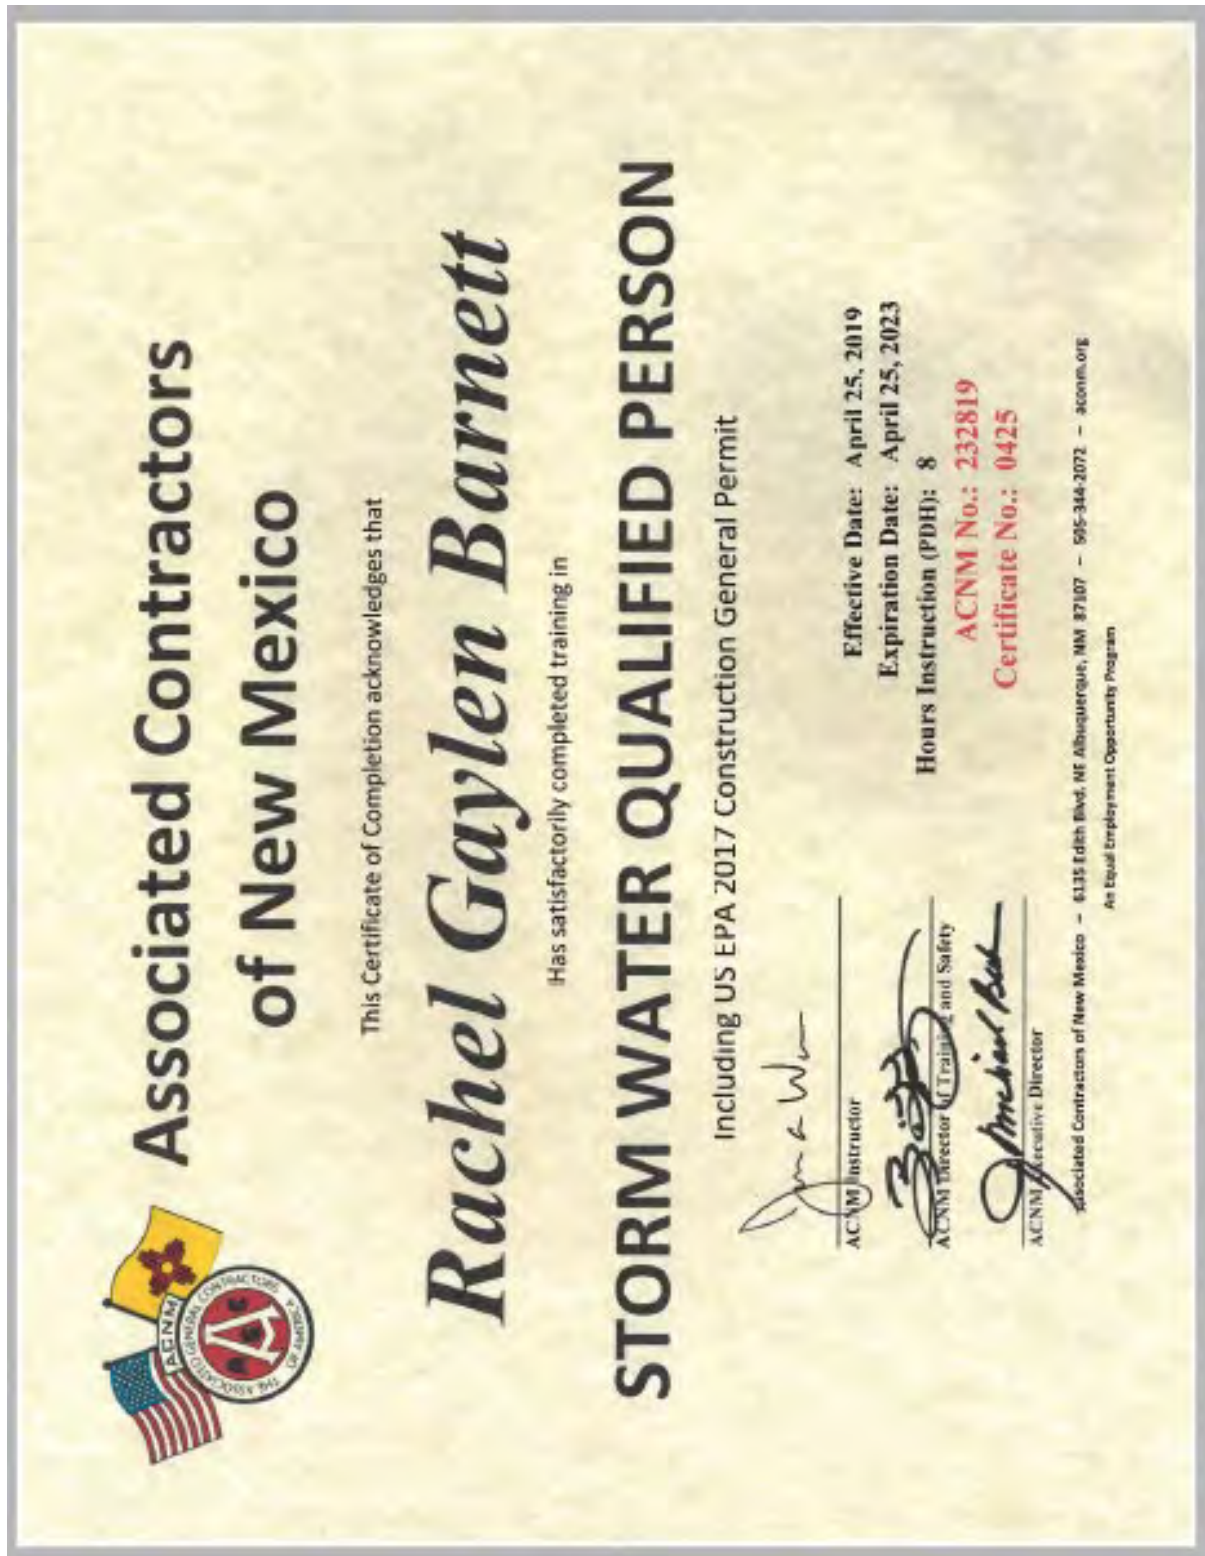 Associated Contractors
of New Mexico
ACNM
THE ASSOCIATED GENERAL CONTRACTORS
OF AMERICA
This Certificate of Completion acknowledges that
Rachel Gaylen Barnett
Has satisfactorily completed training in
STORM WATER QUALIFIED PERSON
Including US EPA 2017 Construction General Permit
ACNM Instructor
ACNM Director of Training and Safety
ACNM Executive Director
Effective Date: April 25, 2019
Expiration Date: April 25, 2023
Hours Instruction (PDH): 8
ACNM No.: 232819
Certificate No.: 0425
Associated Contractors of New Mexico – 6135 Edith Blvd. NE Albuquerque, NM 87107 – 505-344-2072 – acnm.org
An Equal Employment Opportunity Program